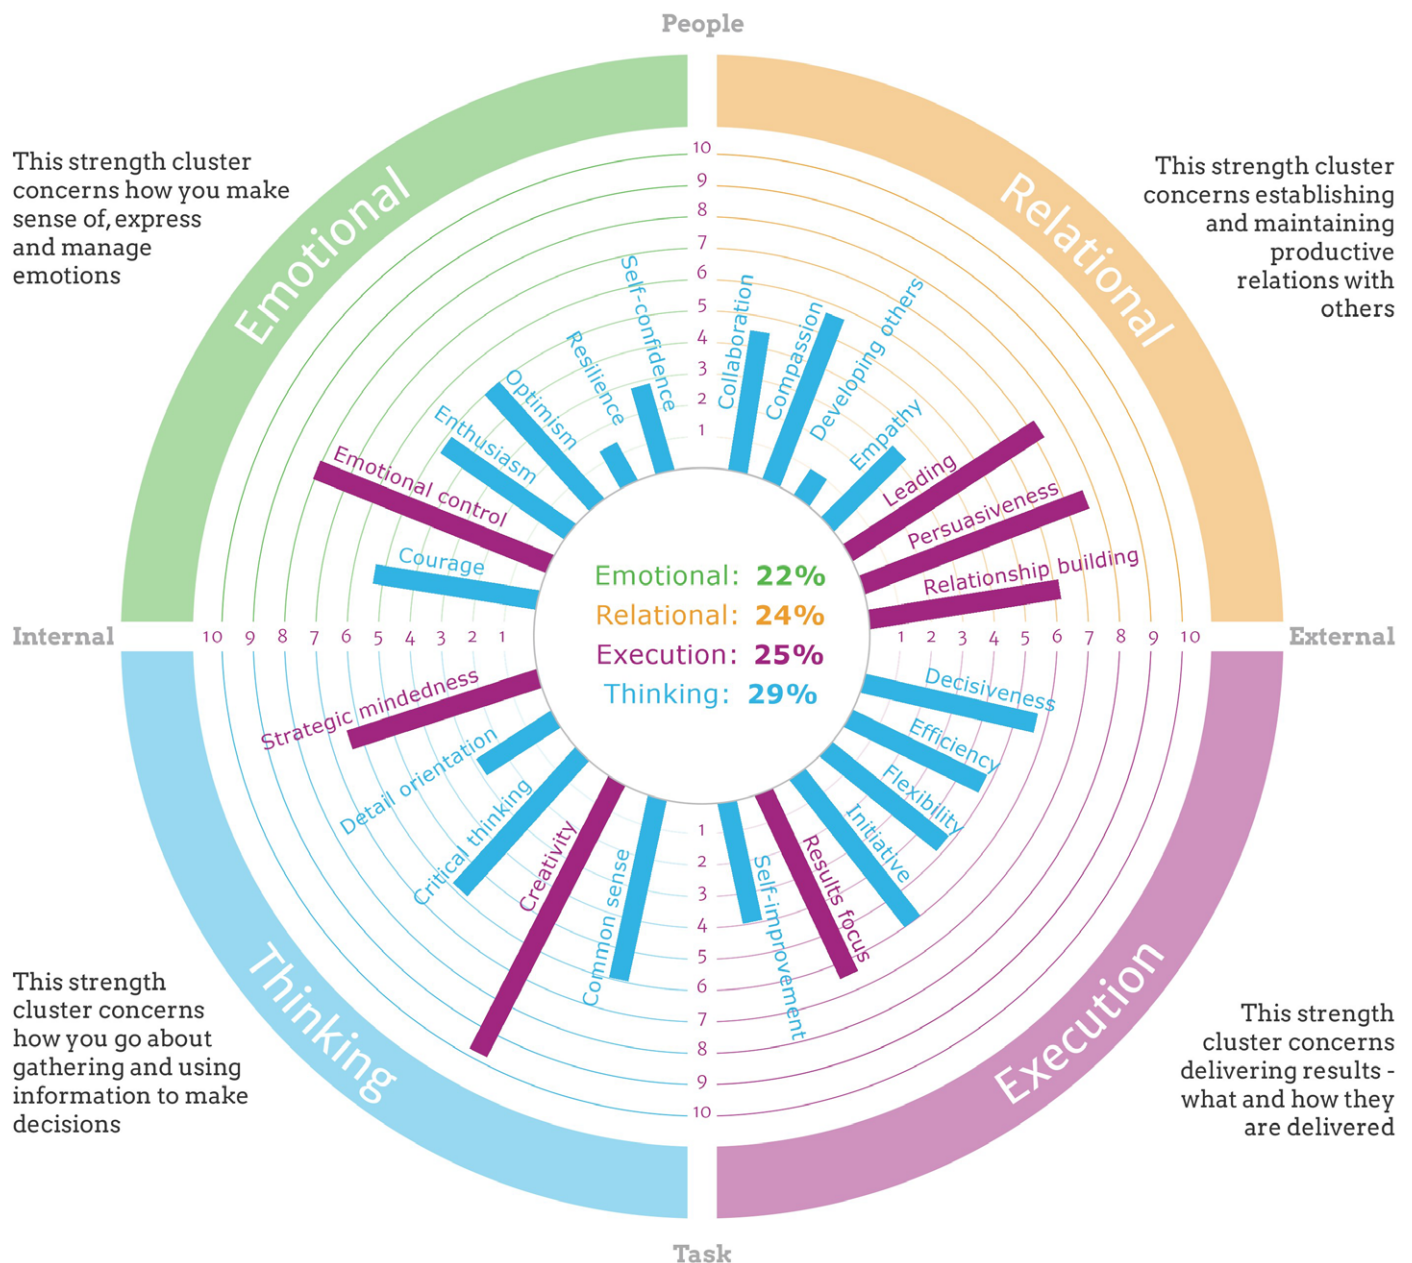 People
This strength cluster
concerns how you make
sense of, express
and manage
emotions
Emotional
Relational
This strength cluster
concerns establishing
and maintaining
productive
relations with
others
10
9
8
7
6
5
4
3
2
1
Courage
Emotional control
Enthusiasm
Optimism
Resilience
Self-confidence
Collaboration
Compassion
Developing others
Empathy
Leading
Persuasiveness
Relationship building
Emotional: 22%
Relational: 24%
Execution: 25%
Thinking: 29%
Internal
10 9 8 7 6 5 4 3 2 1
1 2 3 4 5 6 7 8 9 10
External
Decisiveness
Efficiency
Flexibility
Initiative
Results focus
Self-improvement
Common sense
Creativity
Critical thinking
Detail orientation
Strategic mindedness
1
2
3
4
5
6
7
8
9
10
Thinking
Execution
This strength
cluster concerns
how you go about
gathering and using
information to make
decisions
This strength
cluster concerns
delivering results -
what and how they
are delivered
Task